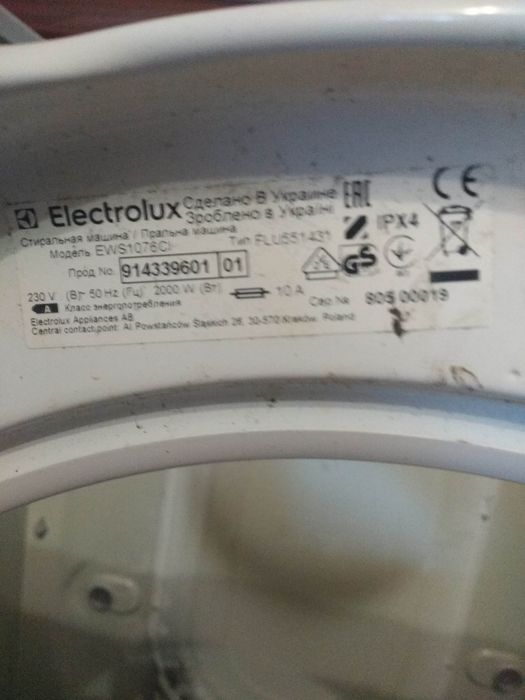 Electrolux
Сделано В Украине
Зроблено в Україні
EAC
CE
Стиральная машина / Пральна машина
Модель EWS1076CI
Тип FLU551431
IPX4
GS
Прод No. 914339601 01
230 V (В)~ 50 Hz (Гц) 2000 W (Вт) 10 A
Сер. № 805 00019
A Класс энергопотребления
Electrolux Appliances AB
Central contact point: Al. Powstańców Śląskich 26, 30-570 Kraków, Poland